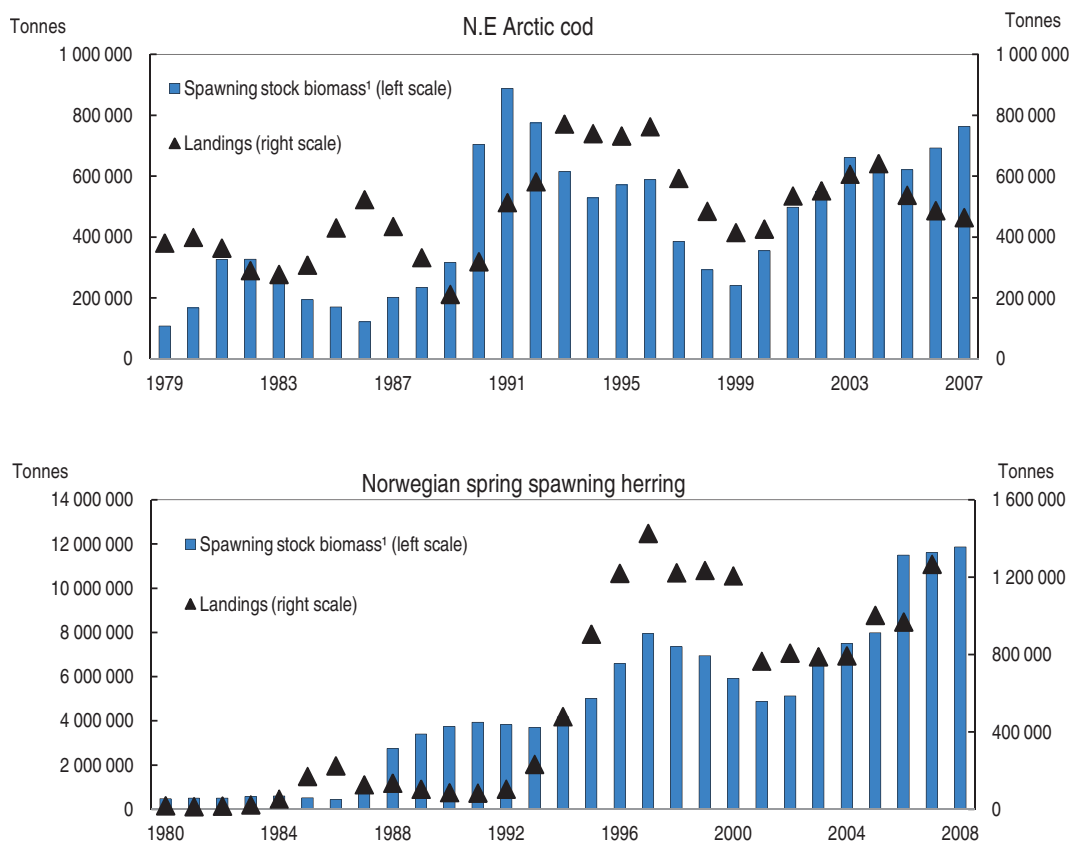 N.E Arctic cod
Tonnes
Tonnes
1 000 000
1 000 000
Spawning stock biomass¹ (left scale)
800 000
800 000
Landings (right scale)
600 000
600 000
400 000
400 000
200 000
200 000
0
0
1979 1983 1987 1991 1995 1999 2003 2007
Norwegian spring spawning herring
Tonnes
Tonnes
14 000 000
1 600 000
Spawning stock biomass¹ (left scale)
12 000 000
1 200 000
10 000 000
Landings (right scale)
8 000 000
800 000
6 000 000
4 000 000
400 000
2 000 000
0
0
1980 1984 1988 1992 1996 2000 2004 2008